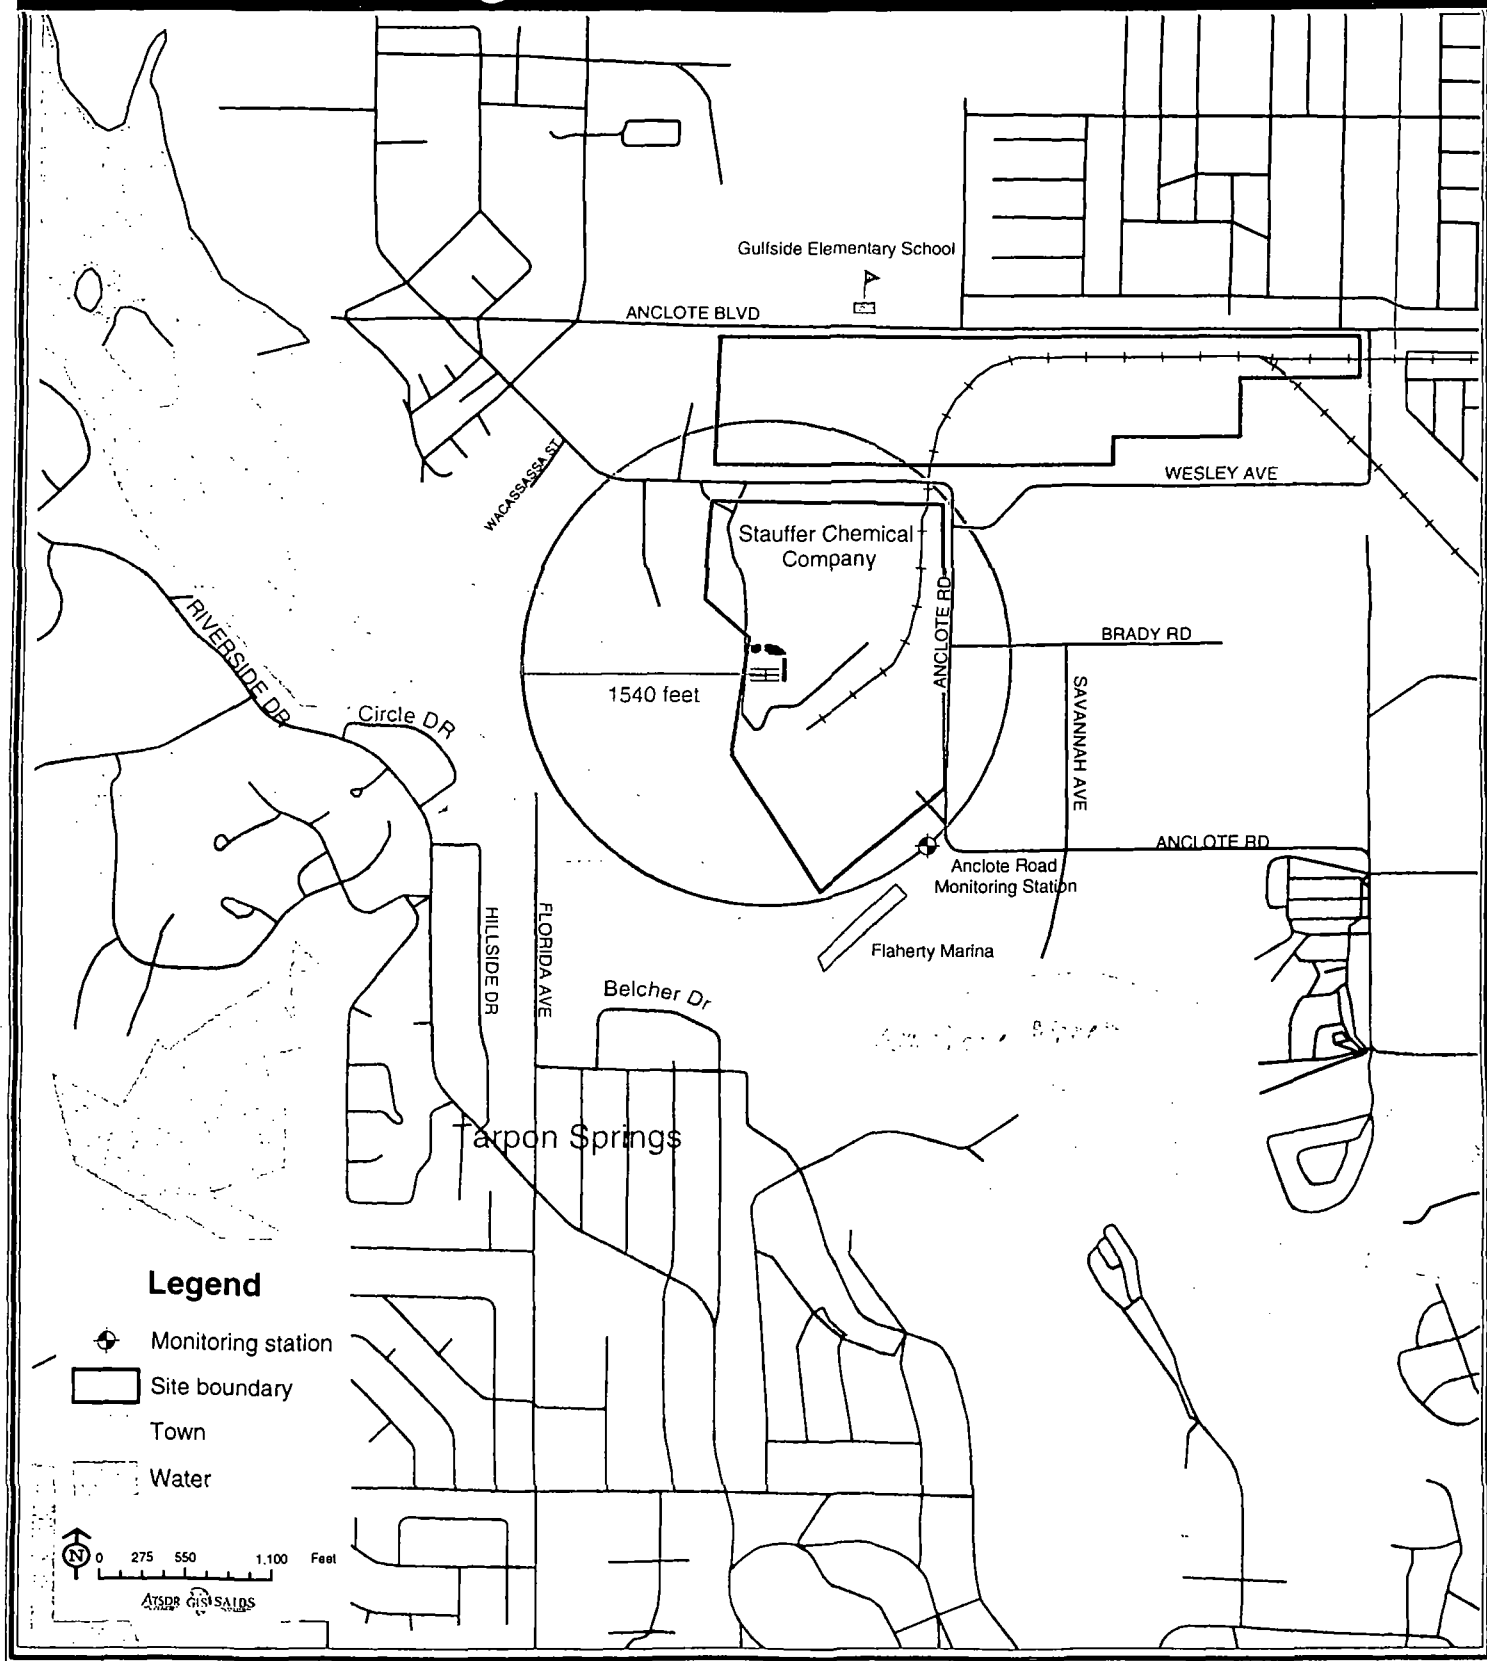 Gulfside Elementary School
ANCLOTE BLVD
WESLEY AVE
WACASSASSA ST
Stauffer Chemical
Company
ANCLOTE RD
BRADY RD
RIVERSIDE DR
1540 feet
SAVANNAH AVE
Circle DR
ANCLOTE RD
Anclote Road
Monitoring Station
HILLSIDE DR
FLORIDA AVE
Flaherty Marina
Belcher Dr
Tarpon Springs
Legend
Monitoring station
Site boundary
Town
Water
N
0 275 550 1,100 Feet
ATSDR GIS SAIDS